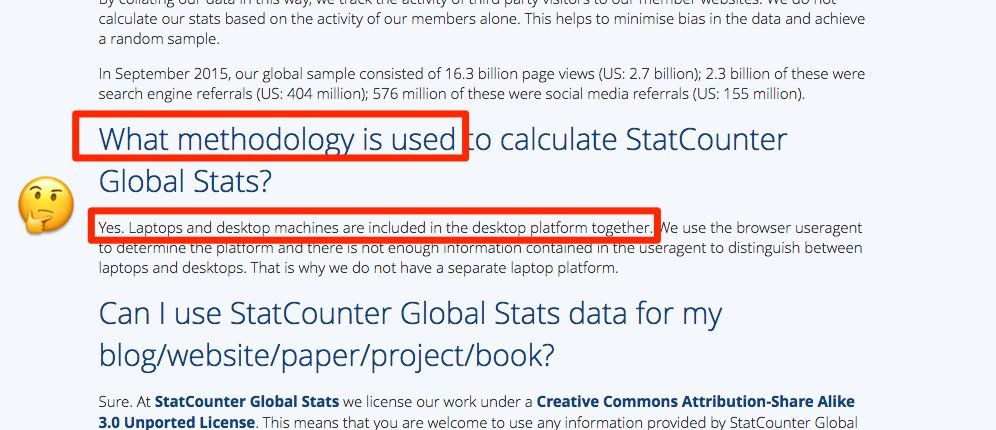 By collating our data in this way, we track the activity of third party visitors to our member websites. We do not
calculate our stats based on the activity of our members alone. This helps to minimise bias in the data and achieve
a random sample.
In September 2015, our global sample consisted of 16.3 billion page views (US: 2.7 billion); 2.3 billion of these were
search engine referrals (US: 404 million); 576 million of these were social media referrals (US: 155 million).
What methodology is used to calculate StatCounter
Global Stats?
Yes. Laptops and desktop machines are included in the desktop platform together. We use the browser useragent
to determine the platform and there is not enough information contained in the useragent to distinguish between
laptops and desktops. That is why we do not have a separate laptop platform.
Can I use StatCounter Global Stats data for my
blog/website/paper/project/book?
Sure. At StatCounter Global Stats we license our work under a Creative Commons Attribution-Share Alike
3.0 Unported License. This means that you are welcome to use any information provided by StatCounter Global